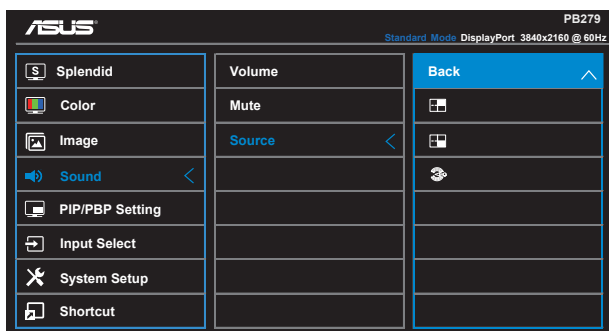 ASUS
PB279
Standard Mode DisplayPort 3840x2160 @ 60Hz
S Splendid
Color
Image
Sound
PIP/PBP Setting
Input Select
System Setup
Shortcut
Volume
Mute
Source
Back